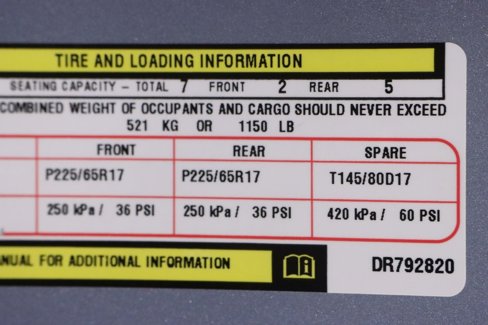 TIRE AND LOADING INFORMATION
SEATING CAPACITY – TOTAL 7 FRONT 2 REAR 5
COMBINED WEIGHT OF OCCUPANTS AND CARGO SHOULD NEVER EXCEED
521 KG OR 1150 LB
FRONT REAR SPARE
P225/65R17 P225/65R17 T145/80D17
250 kPa / 36 PSI 250 kPa / 36 PSI 420 kPa / 60 PSI
ANUAL FOR ADDITIONAL INFORMATION
DR792820